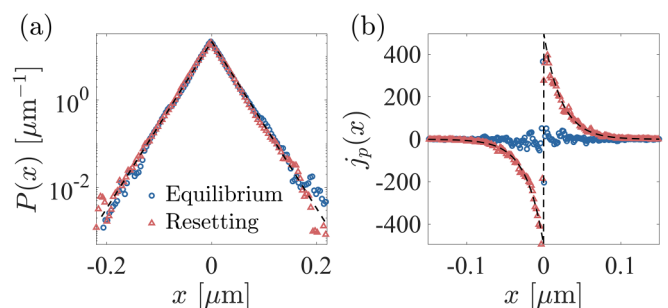 (a)
P(x) [μm⁻¹]
10⁰
10⁻²
Equilibrium
Resetting
-0.2
0
0.2
x [μm]
(b)
j_p(x)
400
200
0
-200
-400
-0.1
0
0.1
x [μm]